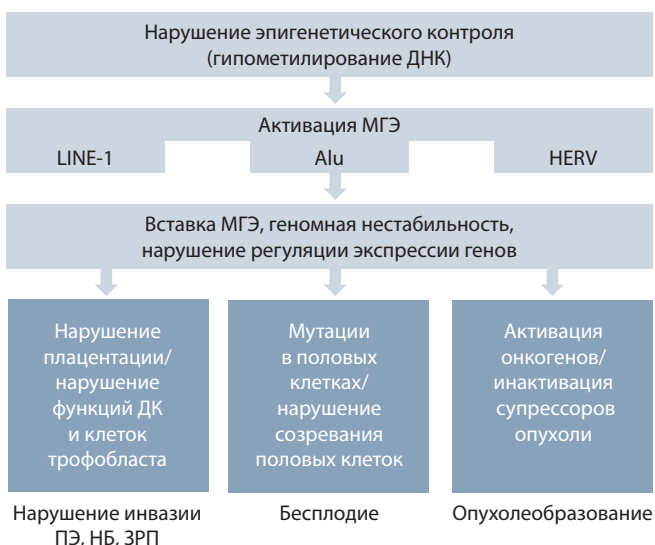 Нарушение эпигенетического контроля
(гипометилирование ДНК)
Активация МГЭ
LINE-1
Alu
HERV
Вставка МГЭ, геномная нестабильность,
нарушение регуляции экспрессии генов
Нарушение
плацентации/
нарушение
функций ДК
и клеток
трофобласта
Мутации
в половых
клетках/
нарушение
созревания
половых клеток
Активация
онкогенов/
инактивация
супрессоров
опухоли
Нарушение инвазии
ПЭ, НБ, ЗРП
Бесплодие
Опухолеобразование